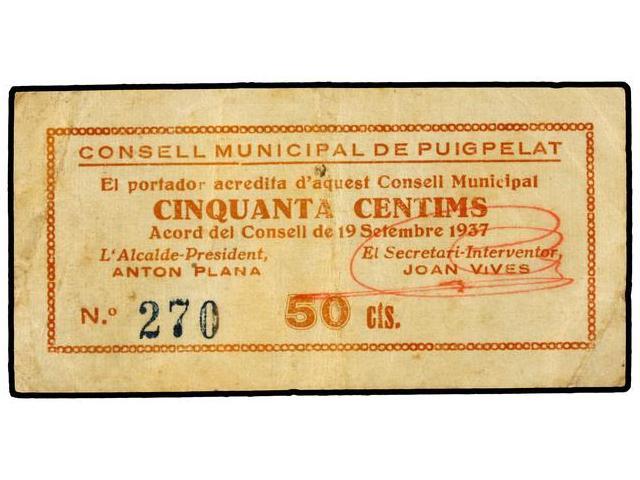 CONSELL MUNICIPAL DE PUIGPELAT
El portador acredita d'aquest Consell Municipal
CINQUANTA CENTIMS
Acord del Consell de 19 Setembre 1937
L'Alcalde-President, El Secretari-Interventor,
ANTON PLANA JOAN VIVES
N.º 270 50 cts.